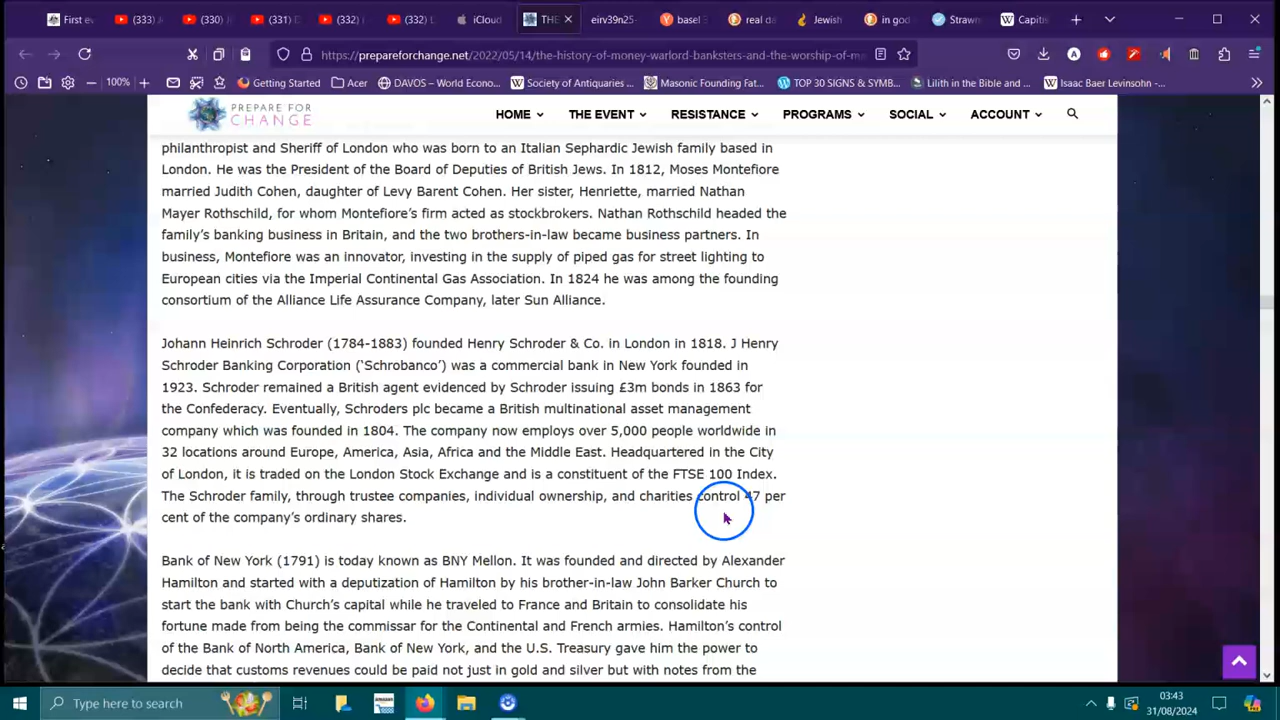 First ev
(333) J
(330) J
(331) D
(332) I
(332) L
iCloud
THE
eirv39n25-
basel 3
real da
Jewish
in god
Strawn
Capitis
https://prepareforchange.net/2022/05/14/the-history-of-money-warlord-banksters-and-the-worship-of-m
100%
Getting Started
Acer
DAVOS – World Econo...
Society of Antiquaries ...
Masonic Founding Fat...
TOP 30 SIGNS & SYMB...
Lilith in the Bible and ...
Isaac Baer Levinsohn ...
PREPARE FOR
CHANGE
HOME
THE EVENT
RESISTANCE
PROGRAMS
SOCIAL
ACCOUNT
philanthropist and Sheriff of London who was born to an Italian Sephardic Jewish family based in
London. He was the President of the Board of Deputies of British Jews. In 1812, Moses Montefiore
married Judith Cohen, daughter of Levy Barent Cohen. Her sister, Henriette, married Nathan
Mayer Rothschild, for whom Montefiore’s firm acted as stockbrokers. Nathan Rothschild headed the
family’s banking business in Britain, and the two brothers-in-law became business partners. In
business, Montefiore was an innovator, investing in the supply of piped gas for street lighting to
European cities via the Imperial Continental Gas Association. In 1824 he was among the founding
consortium of the Alliance Life Assurance Company, later Sun Alliance.
Johann Heinrich Schroder (1784-1883) founded Henry Schroder & Co. in London in 1818. J Henry
Schroder Banking Corporation (‘Schrobanco’) was a commercial bank in New York founded in
1923. Schroder remained a British agent evidenced by Schroder issuing £3m bonds in 1863 for
the Confederacy. Eventually, Schroders plc became a British multinational asset management
company which was founded in 1804. The company now employs over 5,000 people worldwide in
32 locations around Europe, America, Asia, Africa and the Middle East. Headquartered in the City
of London, it is traded on the London Stock Exchange and is a constituent of the FTSE 100 Index.
The Schroder family, through trustee companies, individual ownership, and charities control 47 per
cent of the company’s ordinary shares.
Bank of New York (1791) is today known as BNY Mellon. It was founded and directed by Alexander
Hamilton and started with a deputization of Hamilton by his brother-in-law John Barker Church to
start the bank with Church’s capital while he traveled to France and Britain to consolidate his
fortune made from being the commissar for the Continental and French armies. Hamilton’s control
of the Bank of North America, Bank of New York, and the U.S. Treasury gave him the power to
decide that customs revenues could be paid not just in gold and silver but with notes from the
Type here to search
03:43
31/08/2024